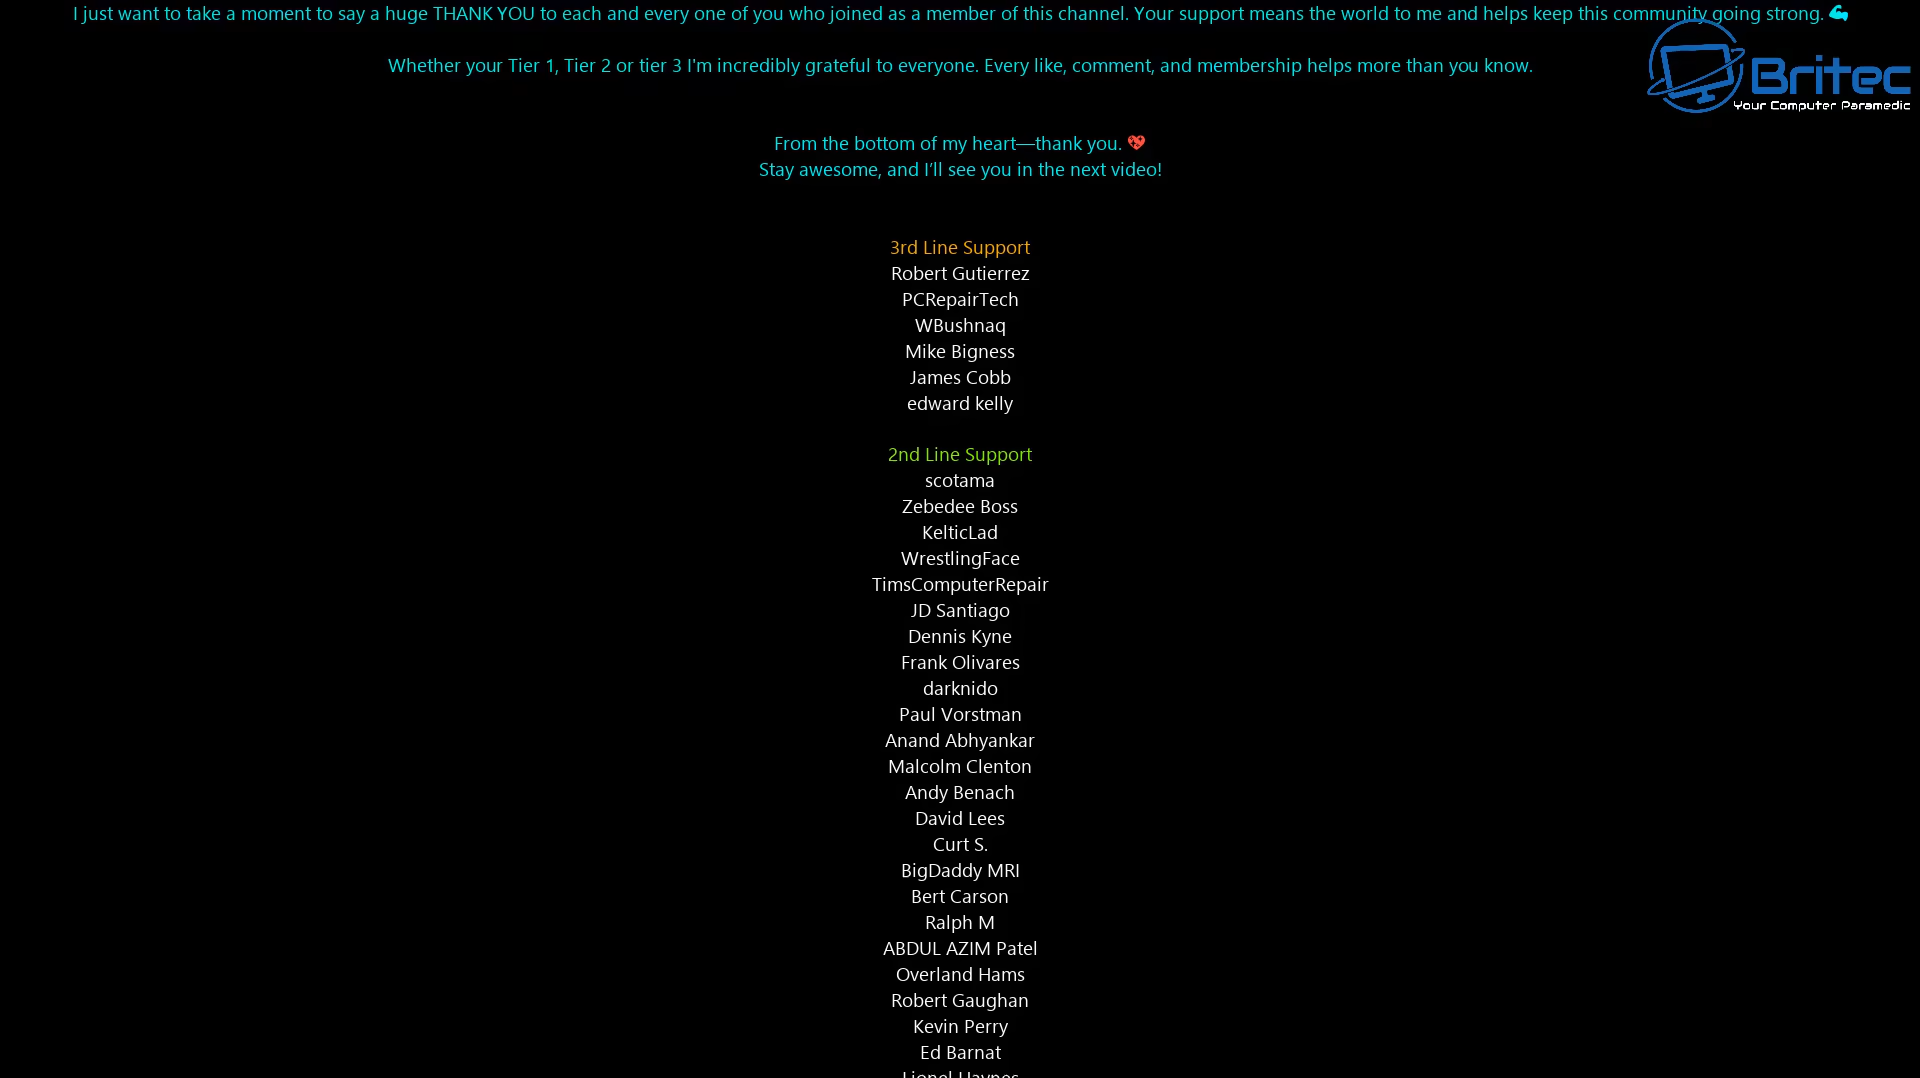 I just want to take a moment to say a huge THANK YOU to each and every one of you who joined as a member of this channel. Your support means the world to me and helps keep this community going strong. 💪
Whether your Tier 1, Tier 2 or tier 3 I'm incredibly grateful to everyone. Every like, comment, and membership helps more than you know.
Britec
Your Computer Paramedic
From the bottom of my heart—thank you. 💖
Stay awesome, and I’ll see you in the next video!
3rd Line Support
Robert Gutierrez
PCRepairTech
WBushnaq
Mike Bigness
James Cobb
edward kelly
2nd Line Support
scotama
Zebedee Boss
KelticLad
WrestlingFace
TimsComputerRepair
JD Santiago
Dennis Kyne
Frank Olivares
darknido
Paul Vorstman
Anand Abhyankar
Malcolm Clenton
Andy Benach
David Lees
Curt S.
BigDaddy MRI
Bert Carson
Ralph M
ABDUL AZIM Patel
Overland Hams
Robert Gaughan
Kevin Perry
Ed Barnat
Lionel Haynes